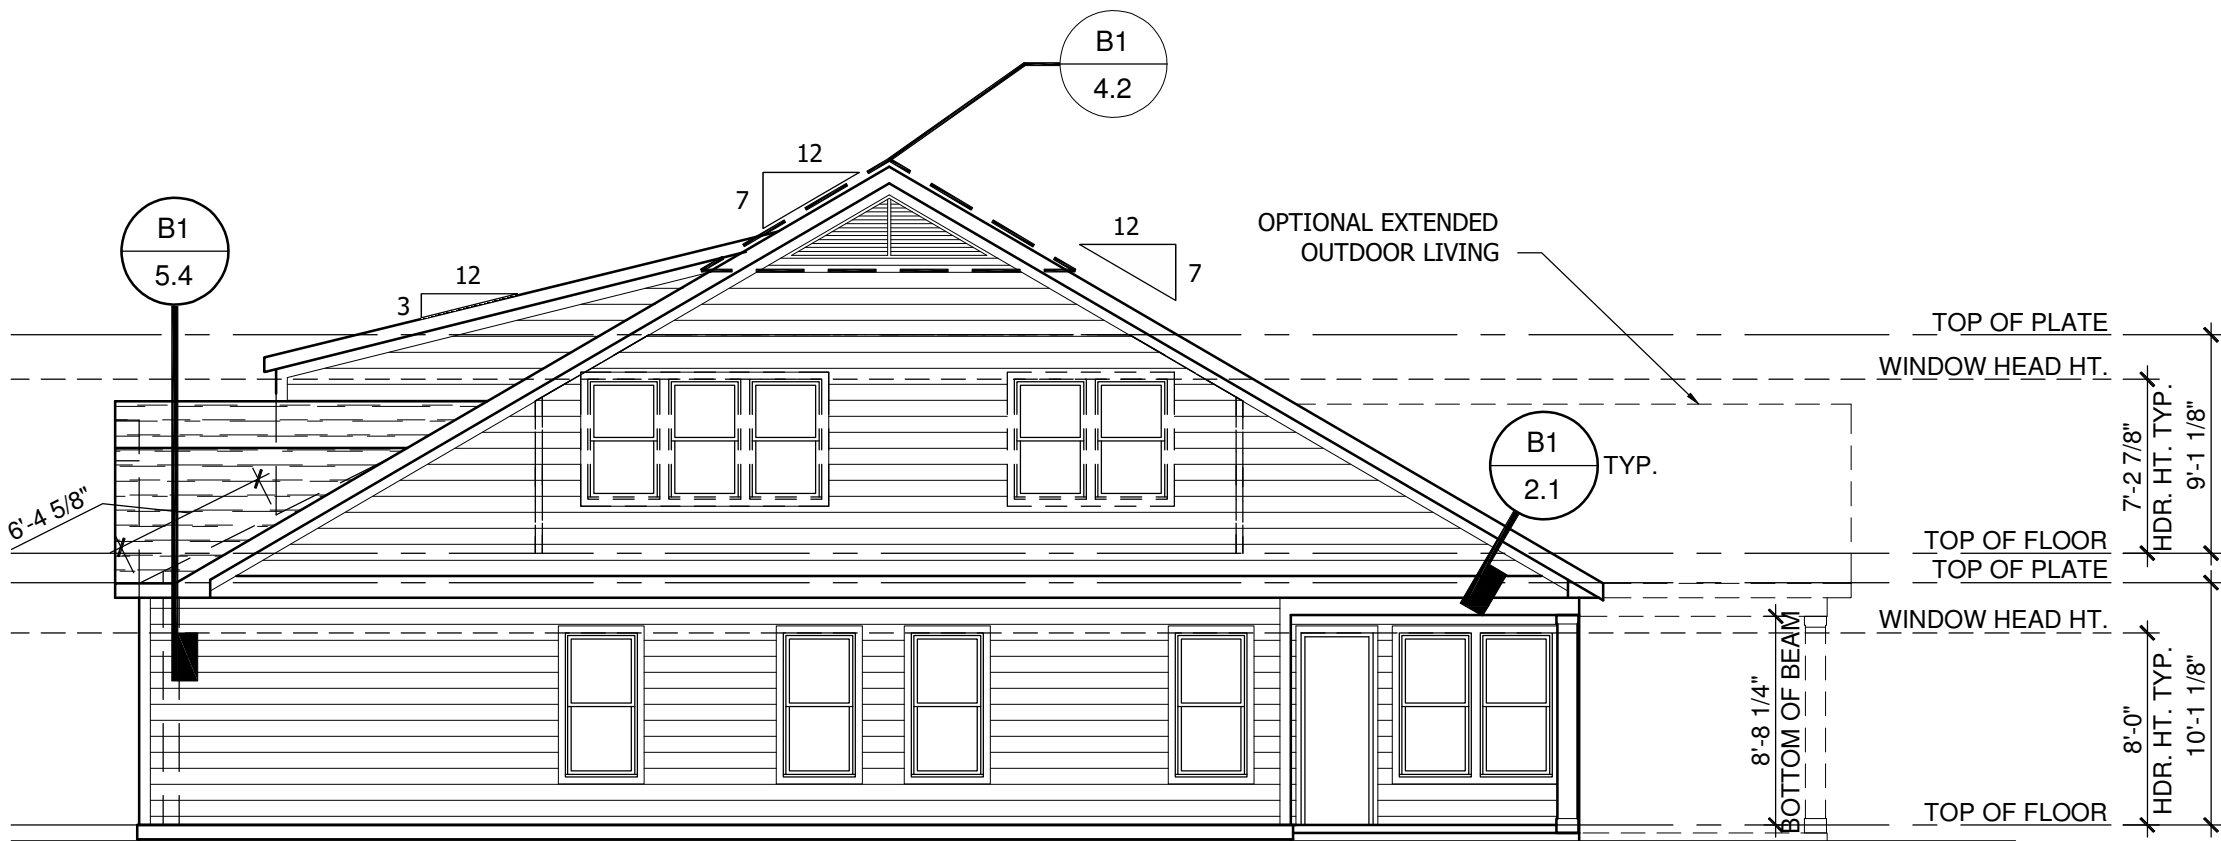 B1
4.2
12
7
B1
5.4
12
7
OPTIONAL EXTENDED
OUTDOOR LIVING
12
3
TOP OF PLATE
WINDOW HEAD HT.
7'-2 7/8"
HDR. HT. TYP.
9'-1 1/8"
B1
2.1
TYP.
6'-4 5/8"
TOP OF FLOOR
TOP OF PLATE
WINDOW HEAD HT.
8'-8 1/4"
BOTTOM OF BEAM
8'-0"
HDR. HT. TYP.
10'-1 1/8"
TOP OF FLOOR